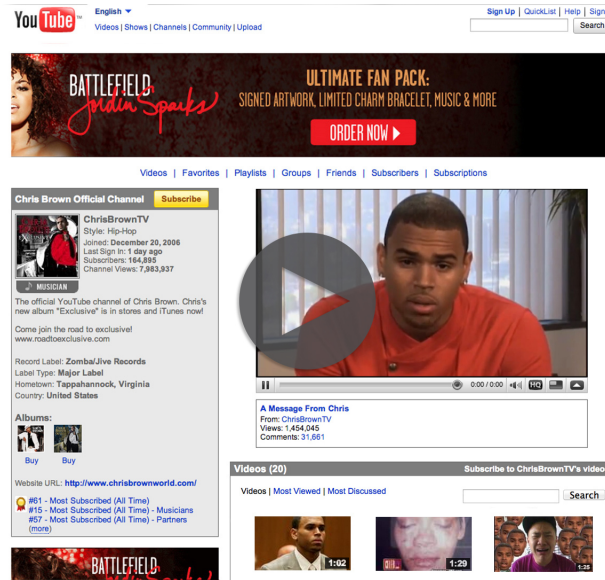 YouTube™
English
Videos | Shows | Channels | Community | Upload
Sign Up | QuickList | Help | Sign
Search
BATTLEFIELD
Jordin Sparks
ULTIMATE FAN PACK:
SIGNED ARTWORK, LIMITED CHARM BRACELET, MUSIC & MORE
ORDER NOW
Videos | Favorites | Playlists | Groups | Friends | Subscribers | Subscriptions
Chris Brown Official Channel
Subscribe
ChrisBrownTV
Style: Hip-Hop
Joined: December 20, 2006
Last Sign In: 1 day ago
Subscribers: 164,895
Channel Views: 7,983,937
MUSICIAN
The official YouTube channel of Chris Brown. Chris's
new album "Exclusive" is in stores and iTunes now!
Come join the road to exclusive!
www.roadtoexclusive.com
Record Label: Zomba/Jive Records
Label Type: Major Label
Hometown: Tappahannock, Virginia
Country: United States
Albums:
Buy
Buy
Website URL: http://www.chrisbrownworld.com/
#61 - Most Subscribed (All Time)
#15 - Most Subscribed (All Time) - Musicians
#57 - Most Subscribed (All Time) - Partners
(more)
BATTLEFIELD
0:00 / 0:00
HQ
A Message From Chris
From: ChrisBrownTV
Views: 1,454,045
Comments: 31,661
Videos (20)
Subscribe to ChrisBrownTV's video
Videos | Most Viewed | Most Discussed
Search
1:02
1:29
1:25